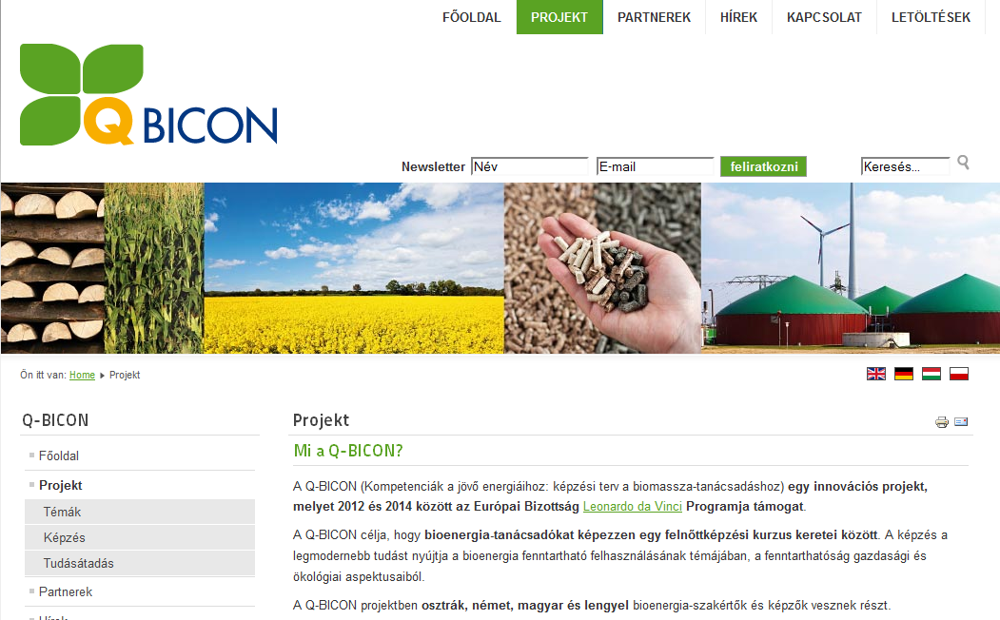 FŐOLDAL PROJEKT PARTNEREK HÍREK KAPCSOLAT LETÖLTÉSEK
Q BICON
Newsletter Név E-mail feliratkozni Keresés...
Ön itt van: Home Projekt
Q-BICON
Főoldal
Projekt
Témák
Képzés
Tudásátadás
Partnerek
Hírek
Projekt
Mi a Q-BICON?
A Q-BICON (Kompetenciák a jövő energiáihoz: képzési terv a biomassza-tanácsadáshoz) egy innovációs projekt,
melyet 2012 és 2014 között az Európai Bizottság Leonardo da Vinci Programja támogat.
A Q-BICON célja, hogy bioenergia-tanácsadókat képezzen egy felnőttképzési kurzus keretei között. A képzés a
legmodernebb tudást nyújtja a bioenergia fenntartható felhasználásának témájában, a fenntarthatóság gazdasági és
ökológiai aspektusaiból.
A Q-BICON projektben osztrák, német, magyar és lengyel bioenergia-szakértők és képzők vesznek részt.